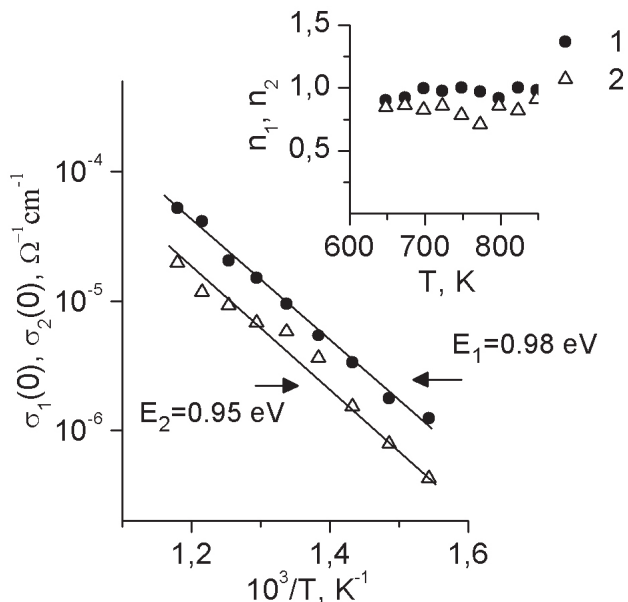 1,5
1,0
0,5
n1, n2
600 700 800
T, K
1
2
10-4
10-5
10-6
σ1(0), σ2(0), Ω-1cm-1
E1=0.98 eV
E2=0.95 eV
1,2 1,4 1,6
103/T, K-1